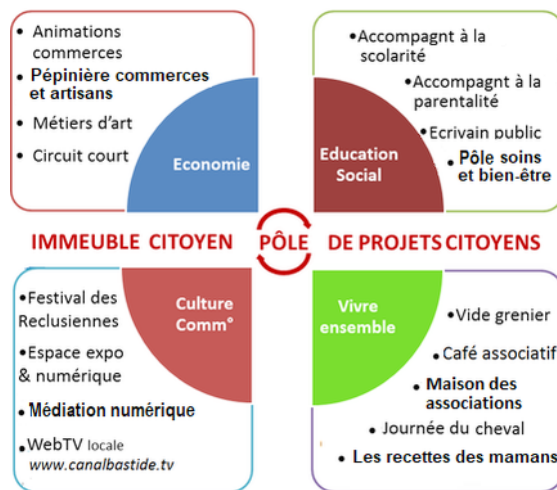 • Animations
commerces
• Pépinière commerces
et artisans
• Métiers d'art
• Circuit court
Economie
•Accompagnt à la
scolarité
•Accompagnt à la
parentalité
•Ecrivain public
• Pôle soins
et bien-être
Education
Social
IMMEUBLE CITOYEN PÔLE DE PROJETS CITOYENS
•Festival des
Reclusiennes
•Espace expo
& numérique
• Médiation numérique
•WebTV locale
www.canalbastide.tv
Culture
Comm°
Vivre
ensemble
•Vide grenier
•Café associatif
• Maison des
associations
• Journée du cheval
• Les recettes des mamans